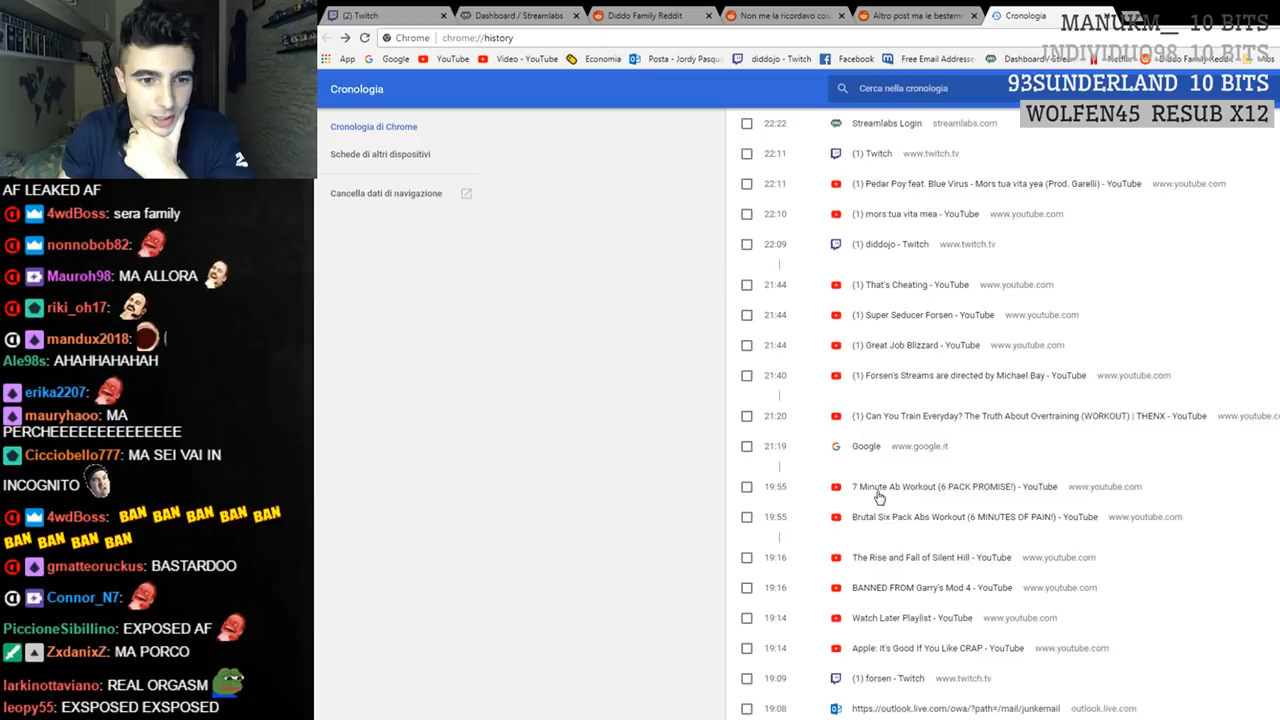 (2) Twitch
Dashboard / Streamlabs
Diddo Family Reddit
Non me la ricordavo cos
Altro post ma le bestem
Cronologia
Chrome chrome://history
App Google YouTube Video - YouTube Economia Posta - Jordy Pasqu diddojo - Twitch Facebook Free Email Addresse
MANUKM_ 10 BITS
INDIVIDUO98 10 BITS
93SUNDERLAND 10 BITS
WOLFEN45 RESUB X12
Cronologia
Cerca nella cronologia
Cronologia di Chrome
Schede di altri dispositivi
Cancella dati di navigazione
22:22 Streamlabs Login streamlabs.com
22:11 (1) Twitch www.twitch.tv
22:11 (1) Pedar Poy feat. Blue Virus - Mors tua vita yea (Prod. Garelli) - YouTube www.youtube.com
22:10 (1) mors tua vita mea - YouTube www.youtube.com
22:09 (1) diddojo - Twitch www.twitch.tv
21:44 (1) That's Cheating - YouTube www.youtube.com
21:44 (1) Super Seducer Forsen - YouTube www.youtube.com
21:44 (1) Great Job Blizzard - YouTube www.youtube.com
21:40 (1) Forsen's Streams are directed by Michael Bay - YouTube www.youtube.com
21:20 (1) Can You Train Everyday? The Truth About Overtraining (WORKOUT) | THENX - YouTube www.youtube.c
21:19 Google www.google.it
19:55 7 Minute Ab Workout (6 PACK PROMISE!) - YouTube www.youtube.com
19:55 Brutal Six Pack Abs Workout (6 MINUTES OF PAIN!) - YouTube www.youtube.com
19:16 The Rise and Fall of Silent Hill - YouTube www.youtube.com
19:16 BANNED FROM Garry's Mod 4 - YouTube www.youtube.com
19:14 Watch Later Playlist - YouTube www.youtube.com
19:14 Apple: It's Good If You Like CRAP - YouTube www.youtube.com
19:09 (1) forsen - Twitch www.twitch.tv
19:08 https://outlook.live.com/owa/?path=/mail/junkemail outlook.live.com
AF LEAKED AF
4wdBoss: sera family
nonnobob82:
Mauroh98: MA ALLORA
riki_oh17:
mandux2018:
Ale98s: AHAHHAHAHAH
erika2207:
mauryhaoo: MA
PERCHEEEEEEEEEEEEE
Cicciobello777: MA SEI VAI IN
INCOGNITO
4wdBoss: BAN BAN BAN BAN BAN
BAN BAN BAN BAN
gmatteoruckus: BASTARDOO
Connor_N7:
PiccioneSibillino: EXPOSED AF
ZxdanixZ: MA PORCO
larkinottaviano: REAL ORGASM
leopy55: EXSPOSED EXSPOSED